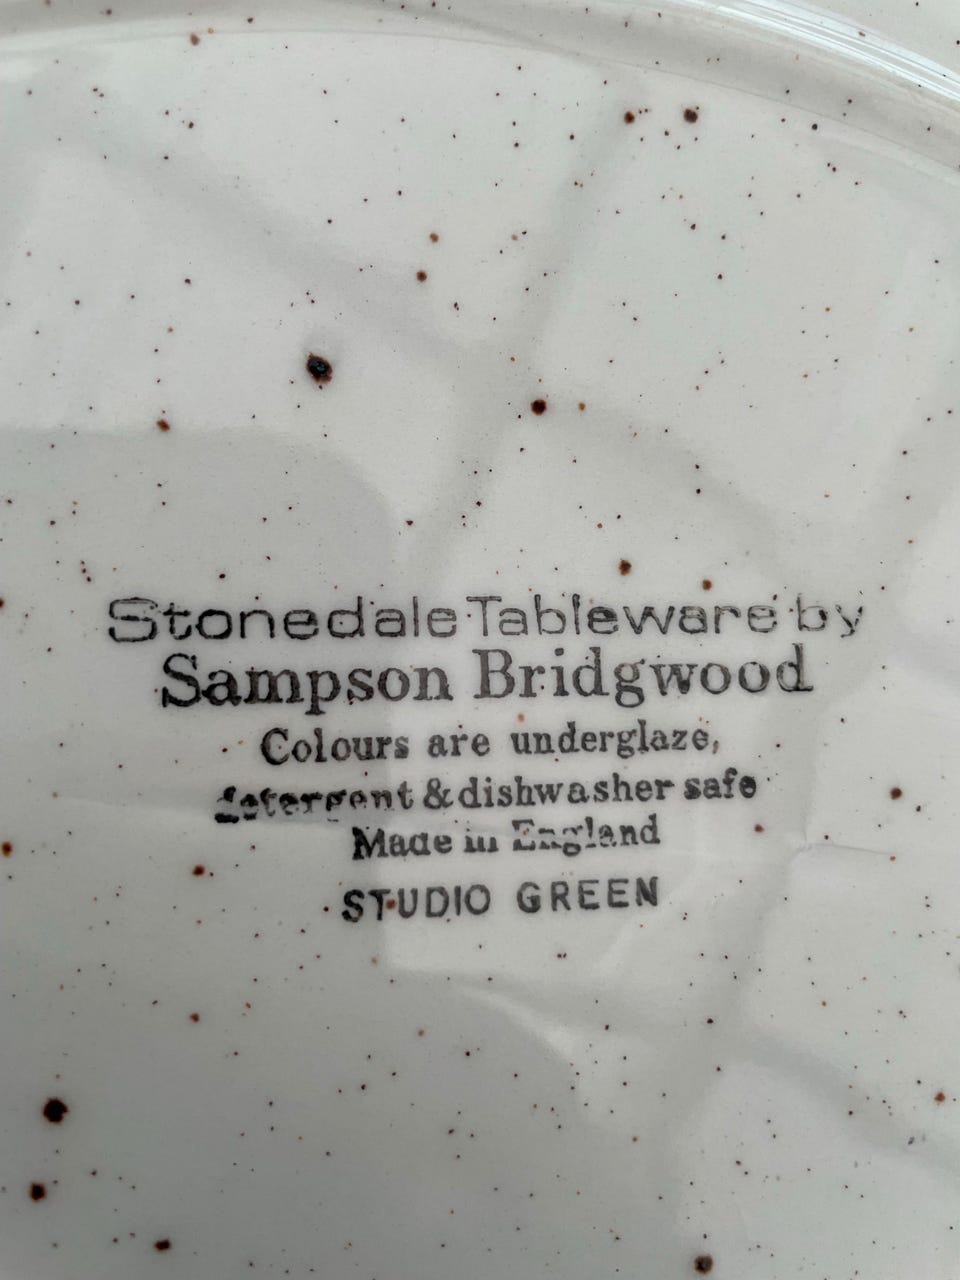 Stonedale Tableware by
Sampson Bridgwood
Colours are underglaze,
detergent & dishwasher safe
Made in England
STUDIO GREEN